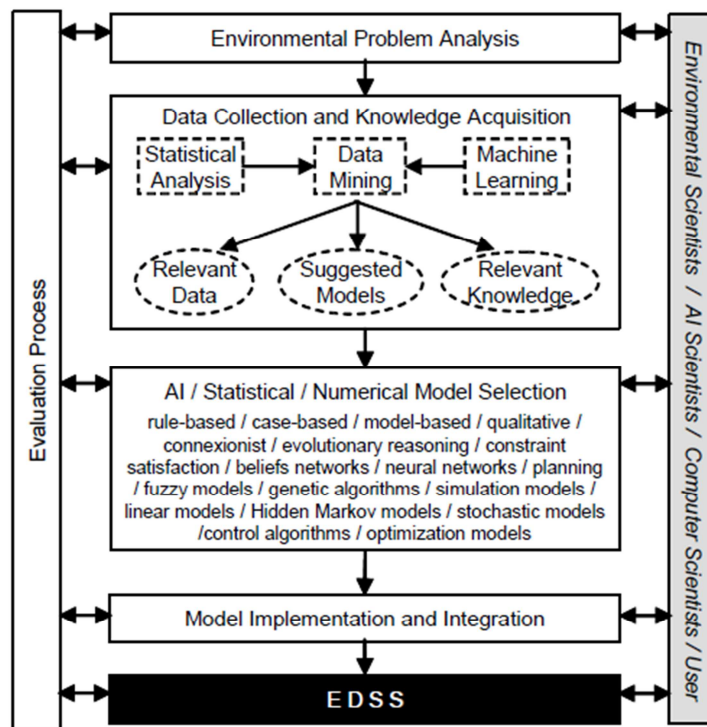 Environmental Problem Analysis
Data Collection and Knowledge Acquisition
Statistical
Analysis
Data
Mining
Machine
Learning
Relevant
Data
Suggested
Models
Relevant
Knowledge
AI / Statistical / Numerical Model Selection
rule-based / case-based / model-based / qualitative /
connexionist / evolutionary reasoning / constraint
satisfaction / beliefs networks / neural networks / planning
/ fuzzy models / genetic algorithms / simulation models /
linear models / Hidden Markov models / stochastic models
/control algorithms / optimization models
Model Implementation and Integration
EDSS
Evaluation Process
Environmental Scientists / AI Scientists / Computer Scientists / User